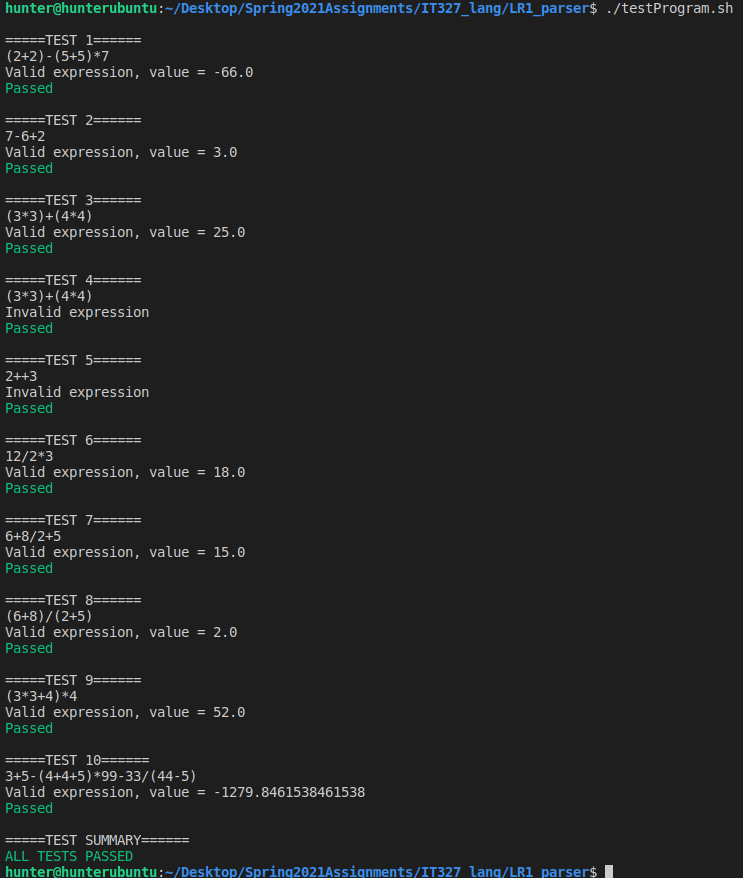 hunter@hunterubuntu:~/Desktop/Spring2021Assignments/IT327_lang/LR1_parser$ ./testProgram.sh
=====TEST 1======
(2+2)-(5+5)*7
Valid expression, value = -66.0
Passed
=====TEST 2======
7-6+2
Valid expression, value = 3.0
Passed
=====TEST 3======
(3*3)+(4*4)
Valid expression, value = 25.0
Passed
=====TEST 4======
(3*3)+(4*4)
Invalid expression
Passed
=====TEST 5======
2++3
Invalid expression
Passed
=====TEST 6======
12/2*3
Valid expression, value = 18.0
Passed
=====TEST 7======
6+8/2+5
Valid expression, value = 15.0
Passed
=====TEST 8======
(6+8)/(2+5)
Valid expression, value = 2.0
Passed
=====TEST 9======
(3*3+4)*4
Valid expression, value = 52.0
Passed
=====TEST 10======
3+5-(4+4+5)*99-33/(44-5)
Valid expression, value = -1279.8461538461538
Passed
=====TEST SUMMARY======
ALL TESTS PASSED
hunter@hunterubuntu:~/Desktop/Spring2021Assignments/IT327_lang/LR1_parser$